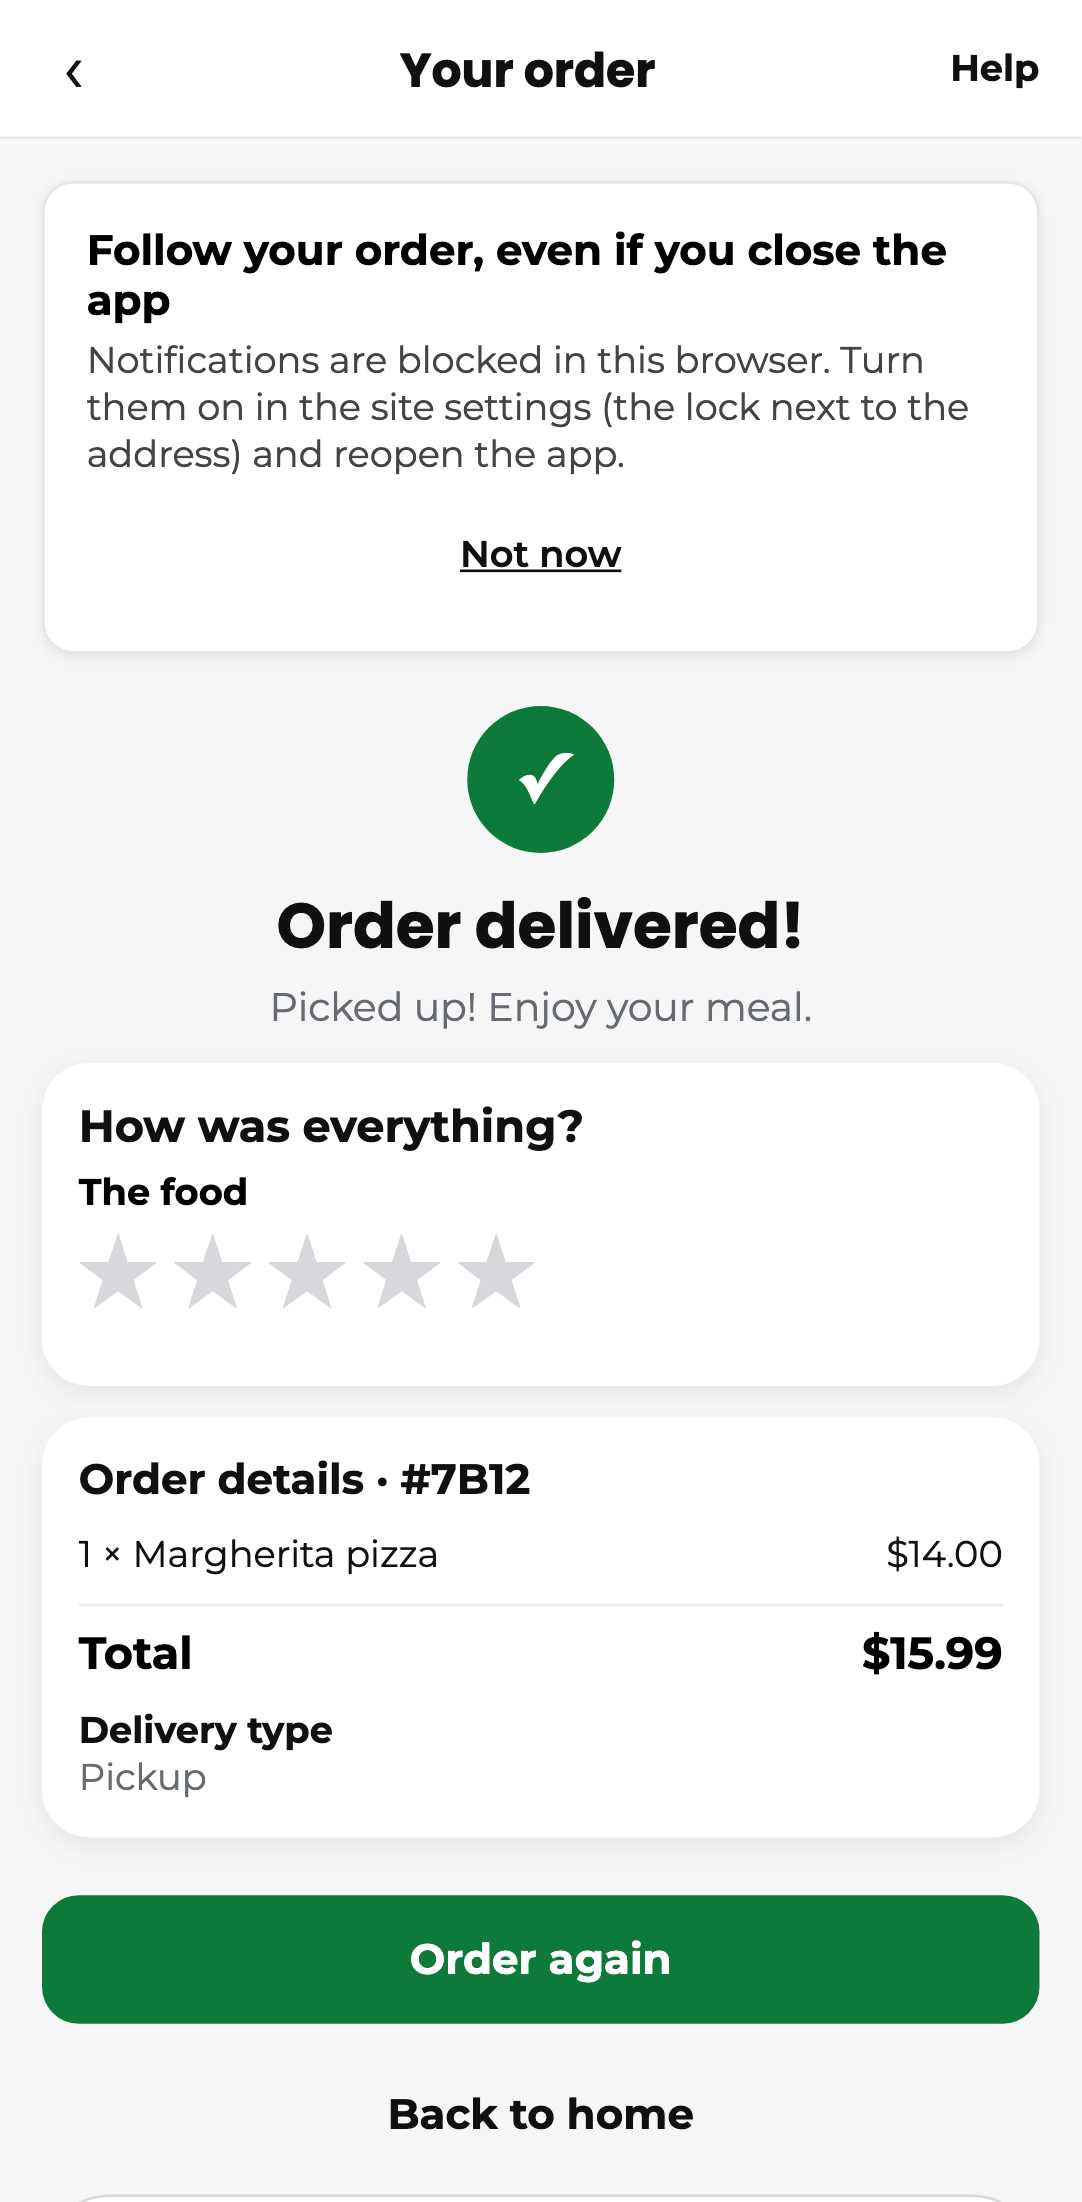 ‹
Your order
Help
Follow your order, even if you close the
app
Notifications are blocked in this browser. Turn
them on in the site settings (the lock next to the
address) and reopen the app.
Not now
✓
Order delivered!
Picked up! Enjoy your meal.
How was everything?
The food
★★★★★
Order details · #7B12
1 × Margherita pizza $14.00
Total $15.99
Delivery type
Pickup
Order again
Back to home